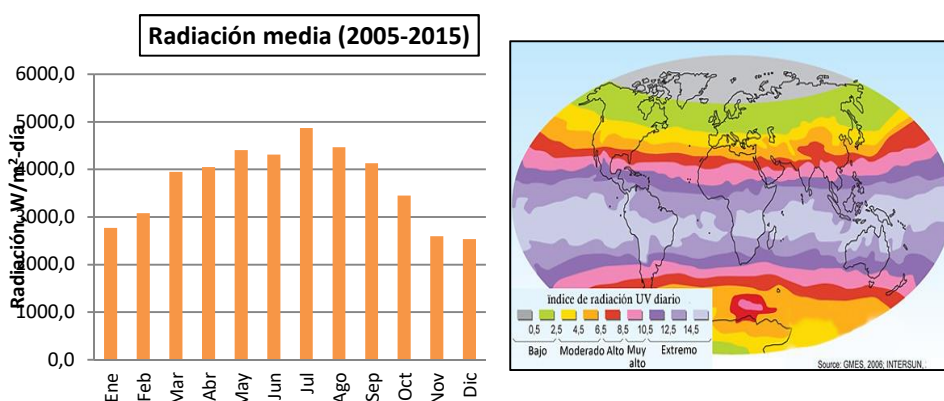 Radiación media (2005-2015)
Radiación, W/m²-día
6000,0
5000,0
4000,0
3000,0
2000,0
1000,0
0,0
Ene
Feb
Mar
Abr
May
Jun
Jul
Ago
Sep
Oct
Nov
Dic
índice de radiación UV diario
0,5 2,5 4,5 6,5 8,5 10,5 12,5 14,5
Bajo Moderado Alto Muy alto Extremo
Source: GMES, 2006; INTERSUN,